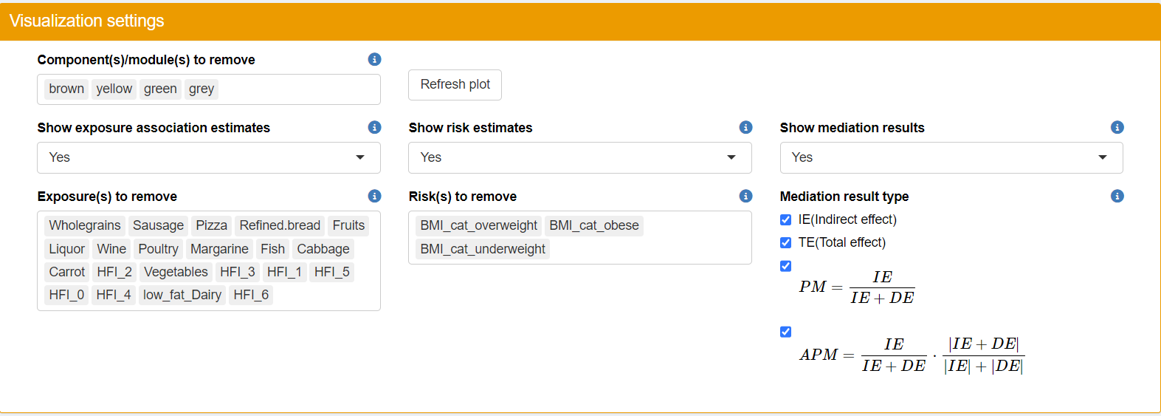 Visualization settings
Component(s)/module(s) to remove
brown yellow green grey
Refresh plot
Show exposure association estimates
Yes
Show risk estimates
Yes
Show mediation results
Yes
Exposure(s) to remove
Wholegrains Sausage Pizza Refined.bread Fruits
Liquor Wine Poultry Margarine Fish Cabbage
Carrot HFI_2 Vegetables HFI_3 HFI_1 HFI_5
HFI_0 HFI_4 low_fat_Dairy HFI_6
Risk(s) to remove
BMI_cat_overweight BMI_cat_obese
BMI_cat_underweight
Mediation result type
IE(Indirect effect)
TE(Total effect)
PM = IE / IE + DE
APM = IE / IE + DE · |IE + DE| / |IE| + |DE|